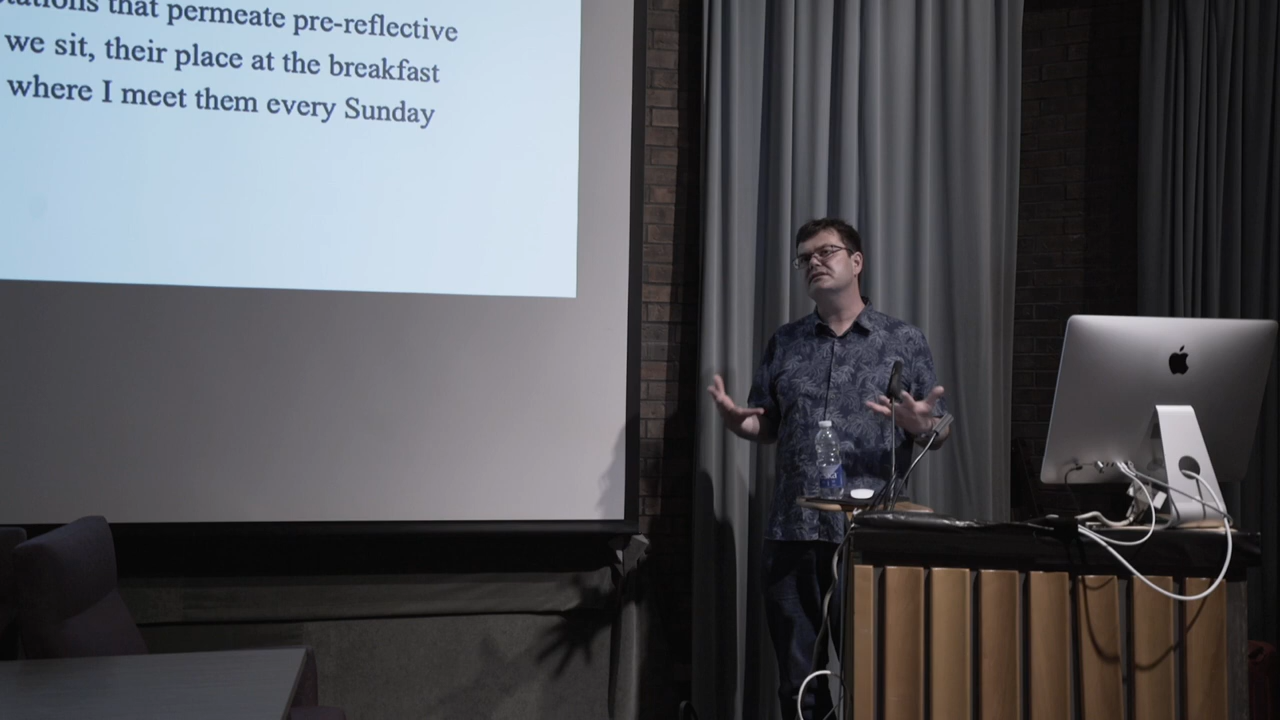 that permeate pre-reflective
we sit, their place at the breakfast
where I meet them every Sunday